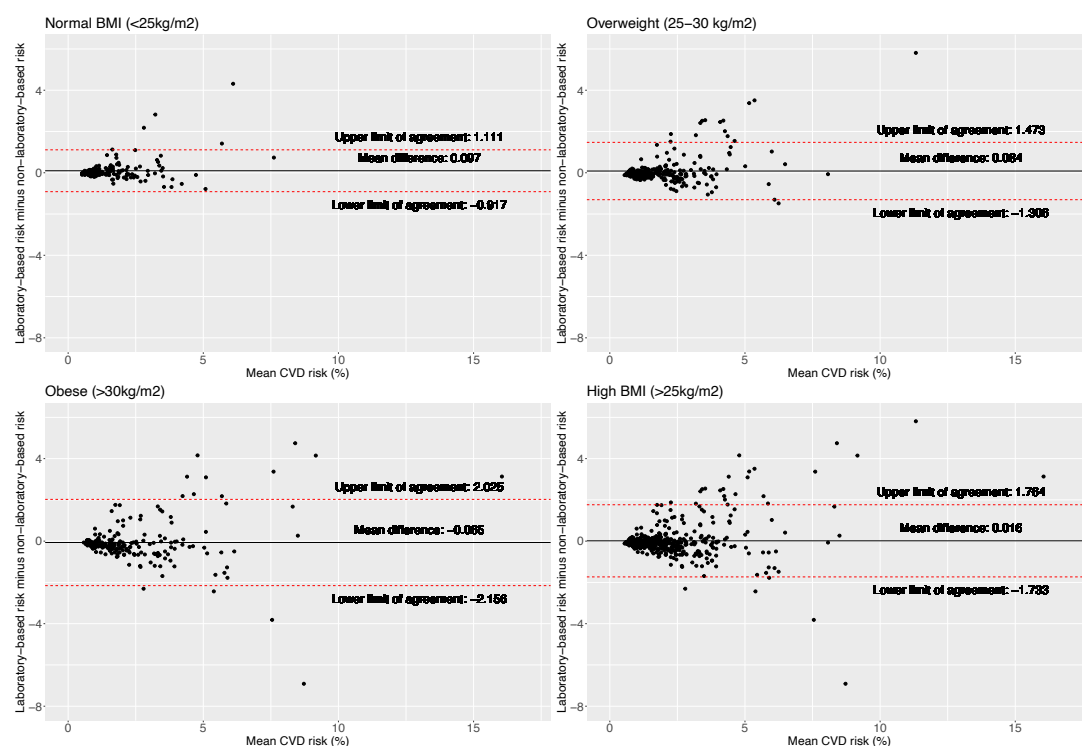 Normal BMI (<25kg/m2)
Laboratory−based risk minus non−laboratory−based risk
4
0
−4
−8
Upper limit of agreement: 1.111
Mean difference: 0.097
Lower limit of agreement: −0.917
0
5
10
15
Mean CVD risk (%)
Overweight (25−30 kg/m2)
Laboratory−based risk minus non−laboratory−based risk
4
0
−4
−8
Upper limit of agreement: 1.473
Mean difference: 0.084
Lower limit of agreement: −1.306
0
5
10
15
Mean CVD risk (%)
Obese (>30kg/m2)
Laboratory−based risk minus non−laboratory−based risk
4
0
−4
−8
Upper limit of agreement: 2.025
Mean difference: −0.065
Lower limit of agreement: −2.156
0
5
10
15
Mean CVD risk (%)
High BMI (>25kg/m2)
Laboratory−based risk minus non−laboratory−based risk
4
0
−4
−8
Upper limit of agreement: 1.764
Mean difference: 0.016
Lower limit of agreement: −1.733
0
5
10
15
Mean CVD risk (%)